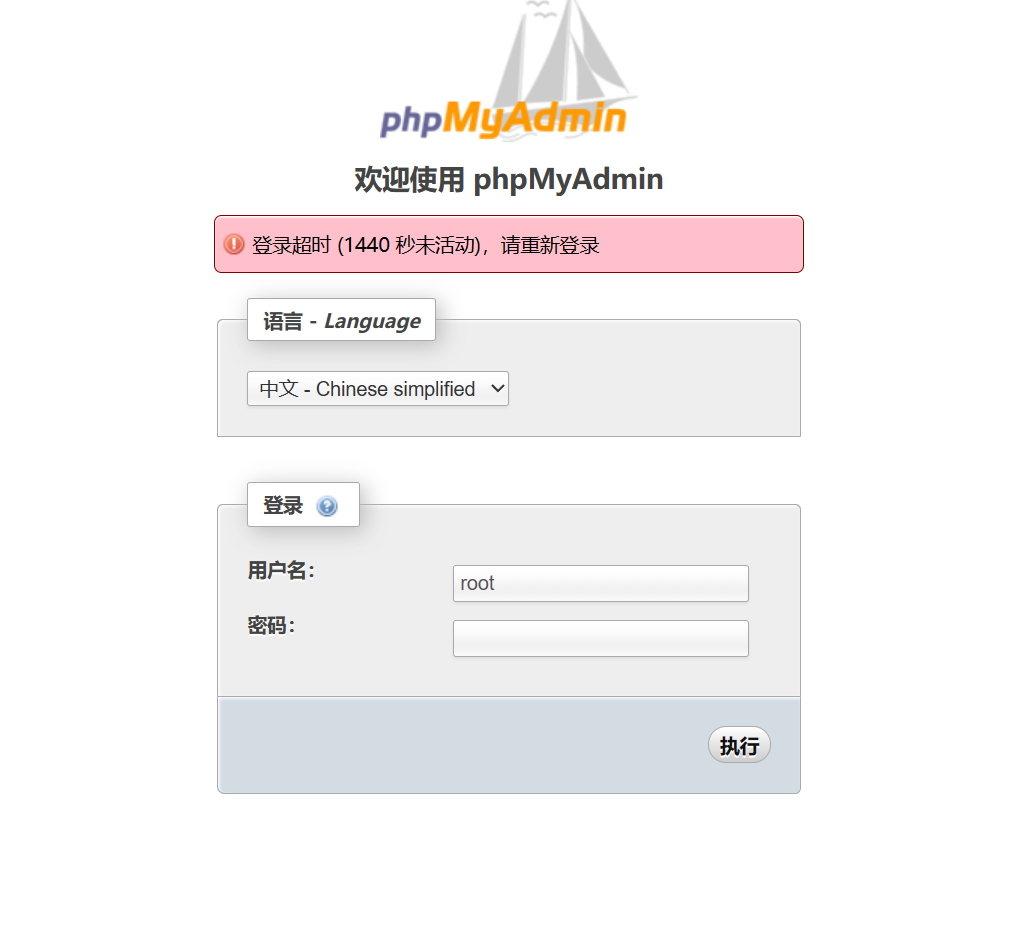 phpMyAdmin
欢迎使用 phpMyAdmin
登录超时 (1440 秒未活动)，请重新登录
语言 - Language
中文 - Chinese simplified
登录
用户名：
root
密码：
执行